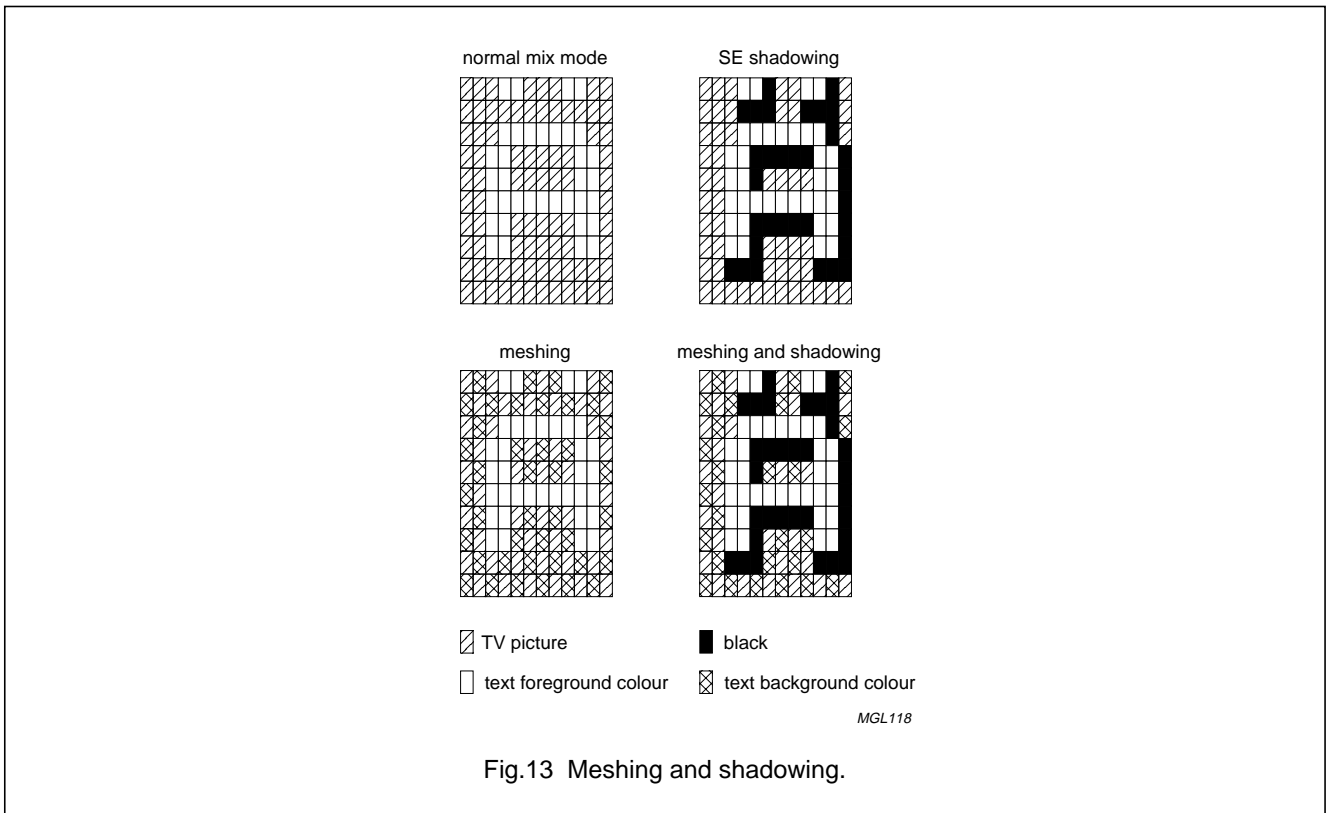 normal mix mode
SE shadowing
meshing
meshing and shadowing
TV picture
black
text foreground colour
text background colour
MGL118
Fig.13 Meshing and shadowing.